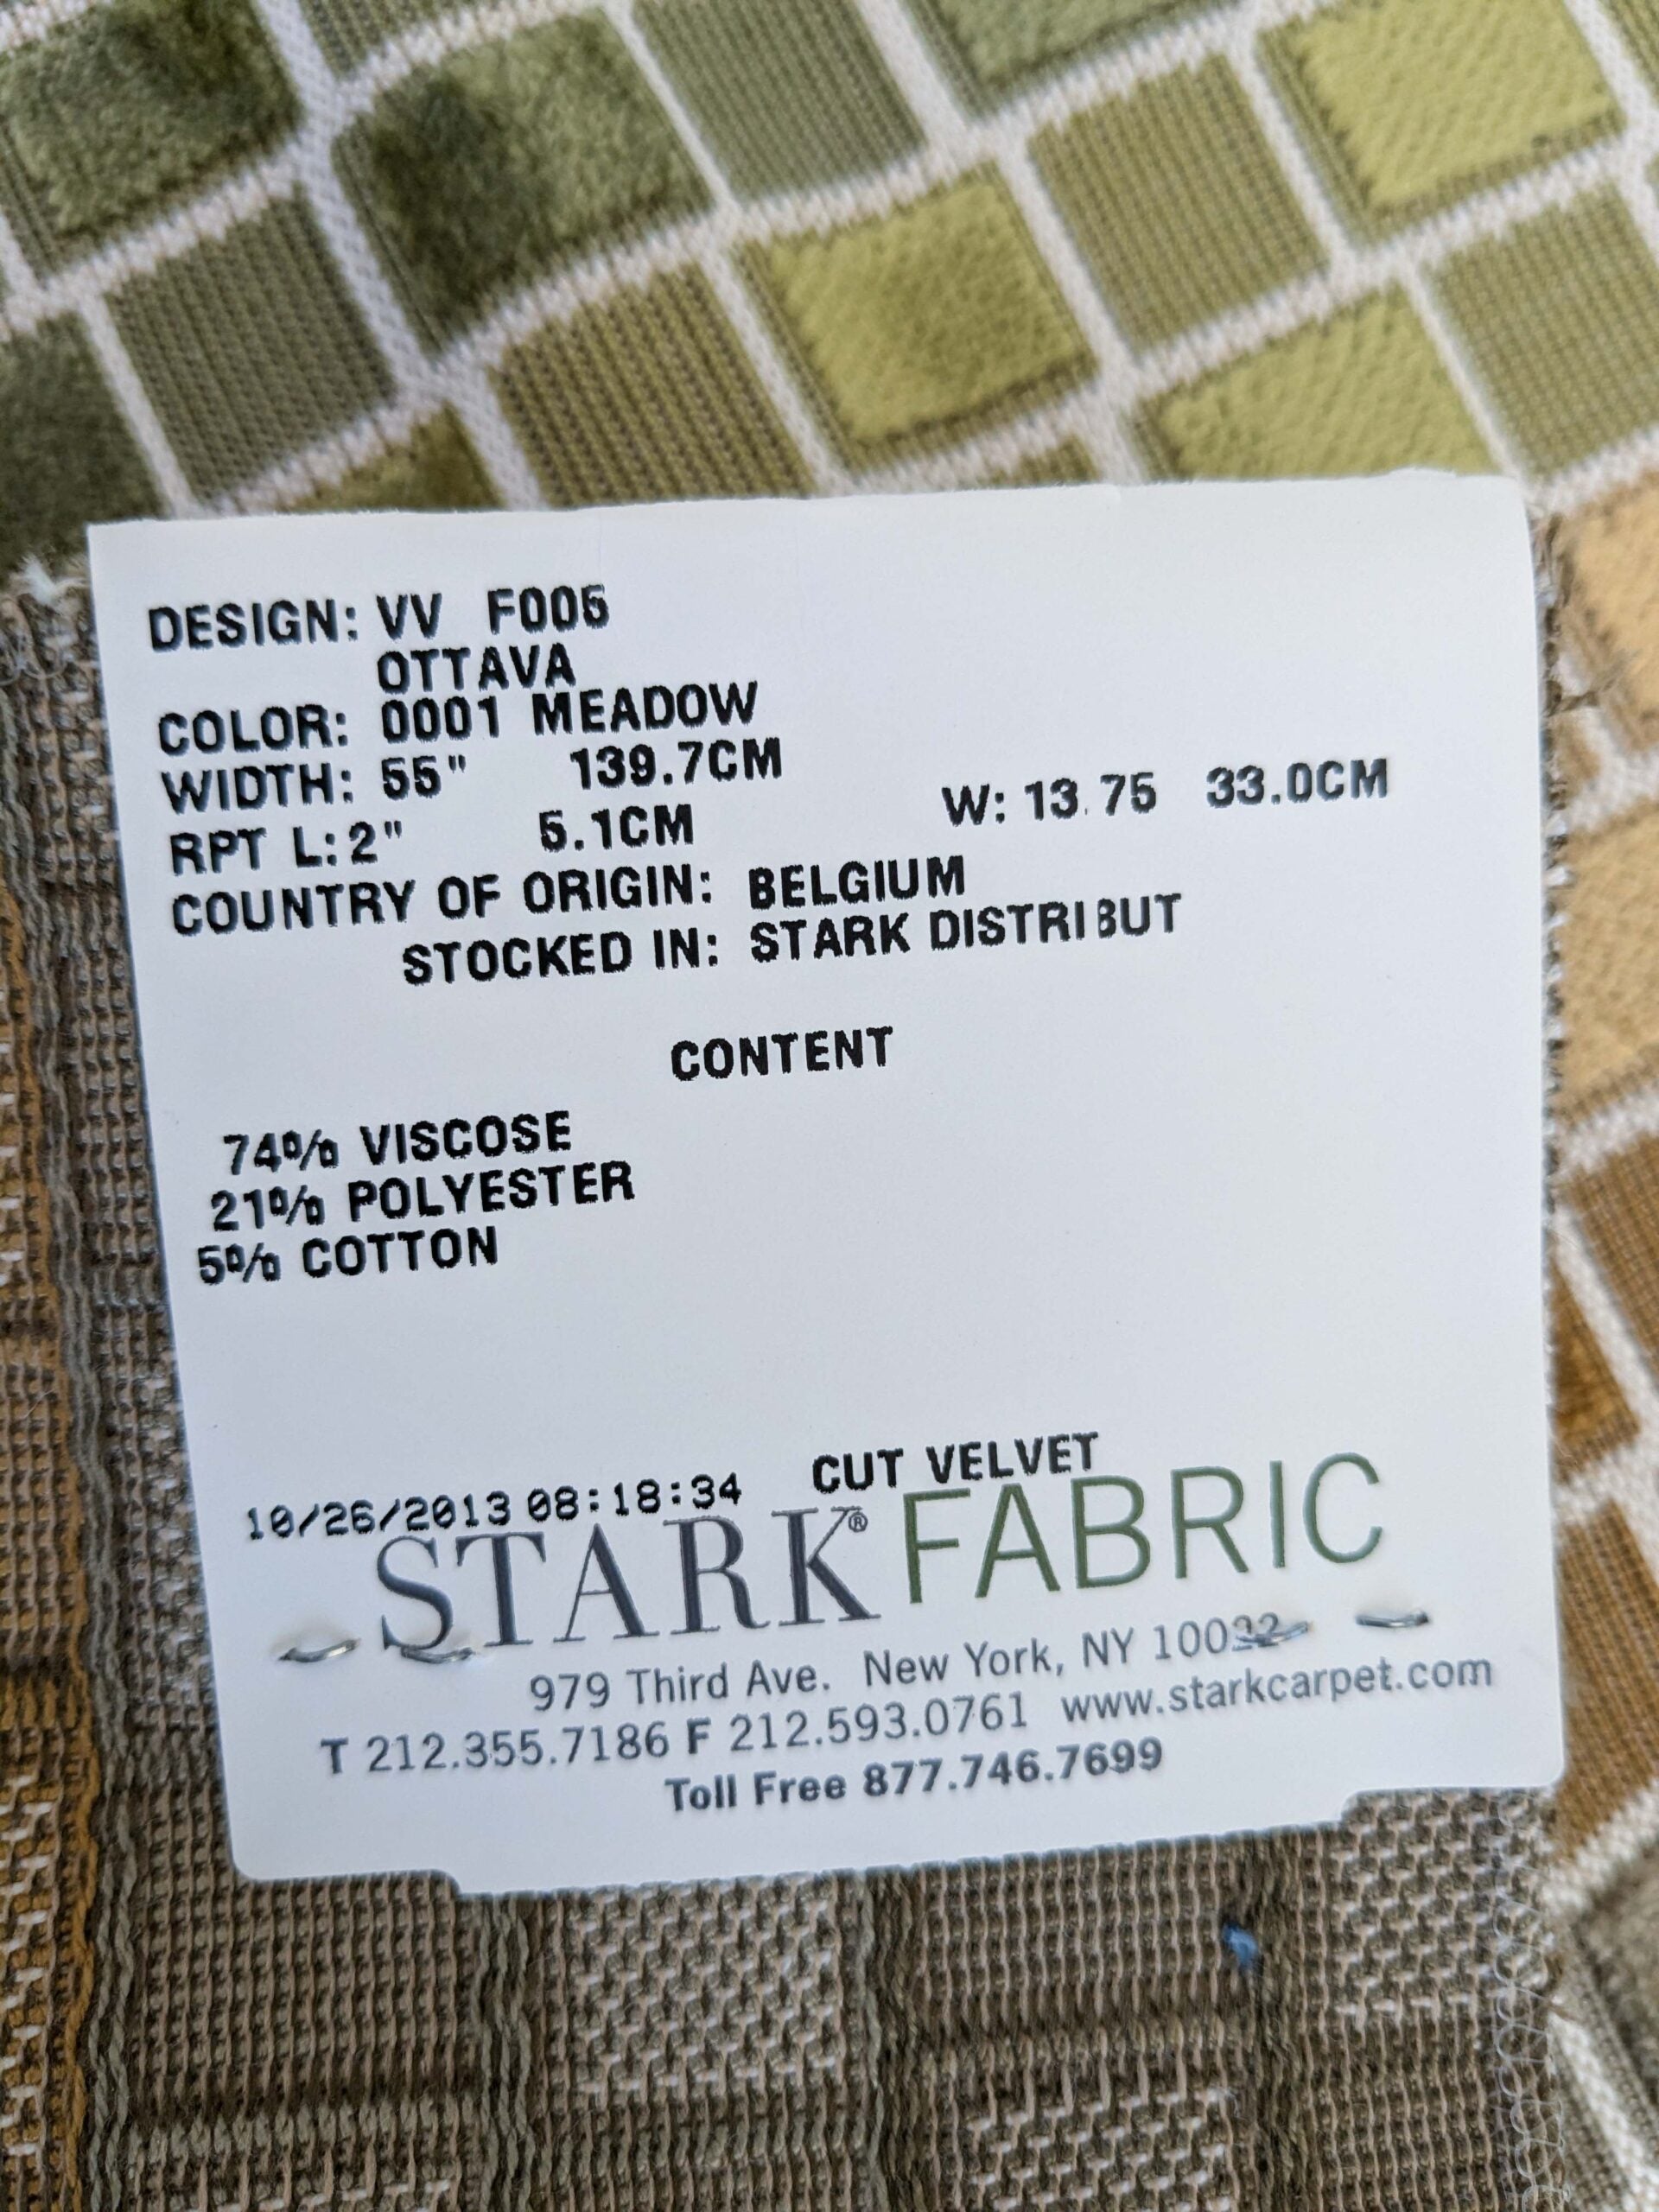 DESIGN: VV F005
OTTAVA
COLOR: 0001 MEADOW
WIDTH: 55" 139.7CM
RPT L: 2" 5.1CM W: 13.75 33.0CM
COUNTRY OF ORIGIN: BELGIUM
STOCKED IN: STARK DISTRIBUT
CONTENT
74% VISCOSE
21% POLYESTER
5% COTTON
CUT VELVET
10/26/2013 08:18:34
STARK® FABRIC
979 Third Ave. New York, NY 10022
T 212.355.7186 F 212.593.0761 www.starkcarpet.com
Toll Free 877.746.7699